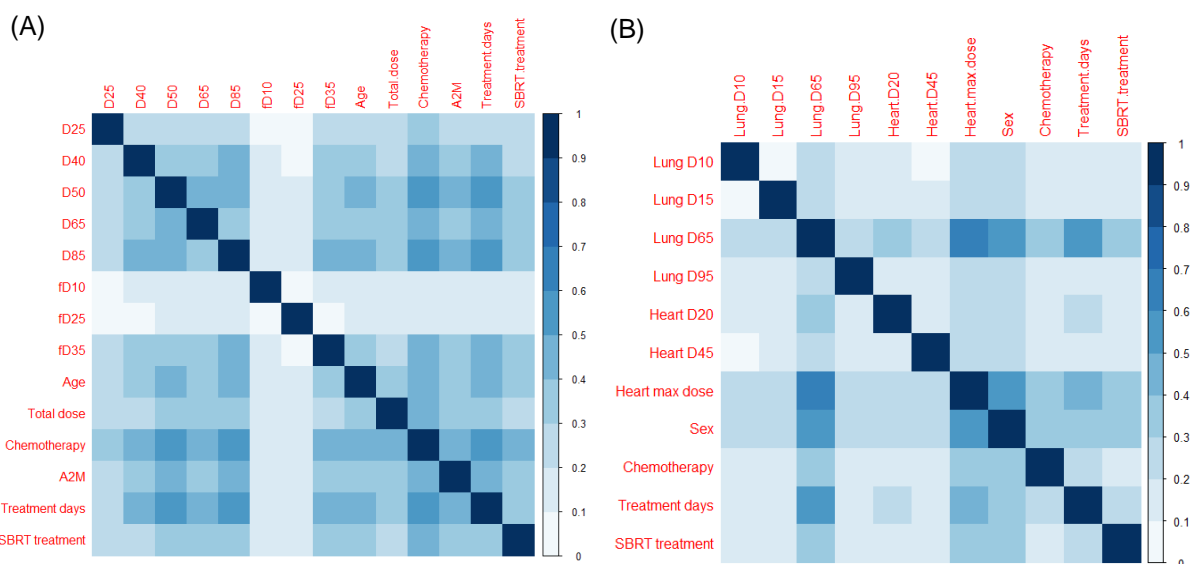 (A)
D25
D40
D50
D65
D85
fD10
fD25
fD35
Age
Total.dose
Chemotherapy
A2M
Treatment.days
SBRT.treatment
D25
D40
D50
D65
D85
fD10
fD25
fD35
Age
Total dose
Chemotherapy
A2M
Treatment days
SBRT treatment
1
0.9
0.8
0.7
0.6
0.5
0.4
0.3
0.2
0.1
0
(B)
Lung.D10
Lung.D15
Lung.D65
Lung.D95
Heart.D20
Heart.D45
Heart.max.dose
Sex
Chemotherapy
Treatment.days
SBRT.treatment
Lung D10
Lung D15
Lung D65
Lung D95
Heart D20
Heart D45
Heart max dose
Sex
Chemotherapy
Treatment days
SBRT treatment
1
0.9
0.8
0.7
0.6
0.5
0.4
0.3
0.2
0.1
0